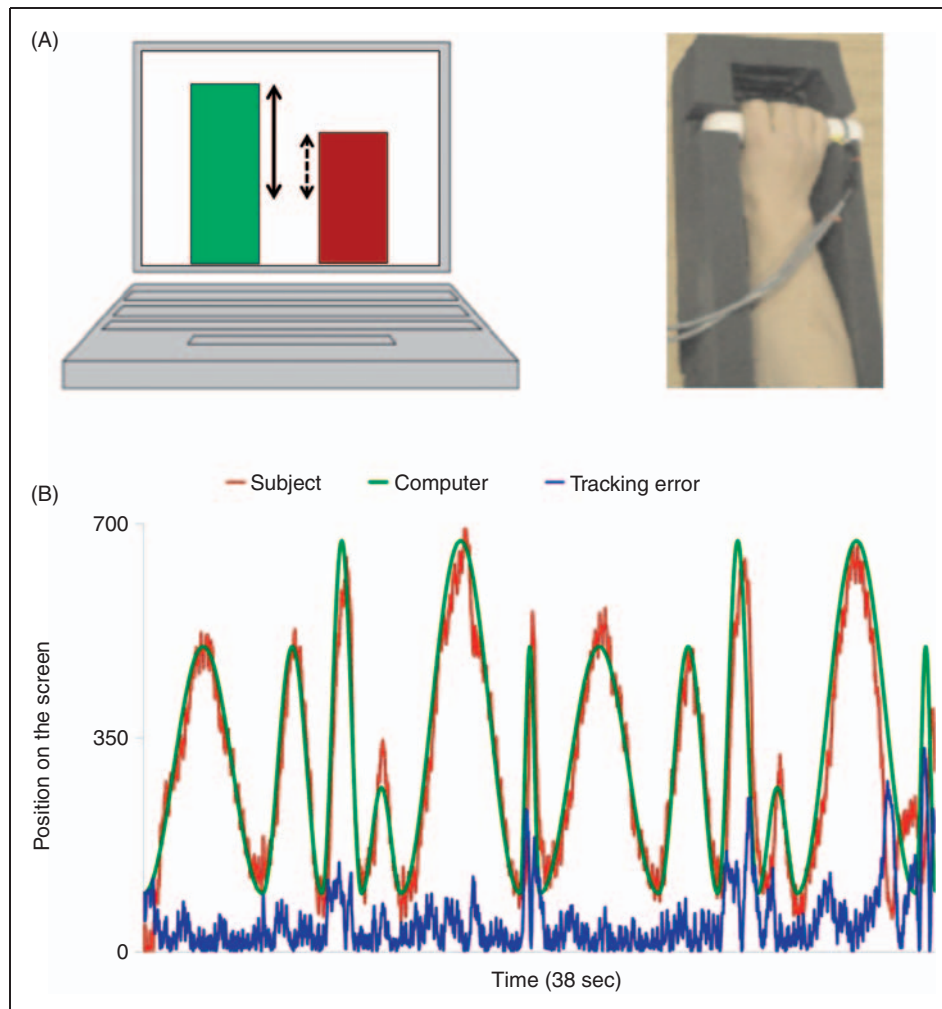 (A)
(B)
Subject Computer Tracking error
700
350
0
Position on the screen
Time (38 sec)